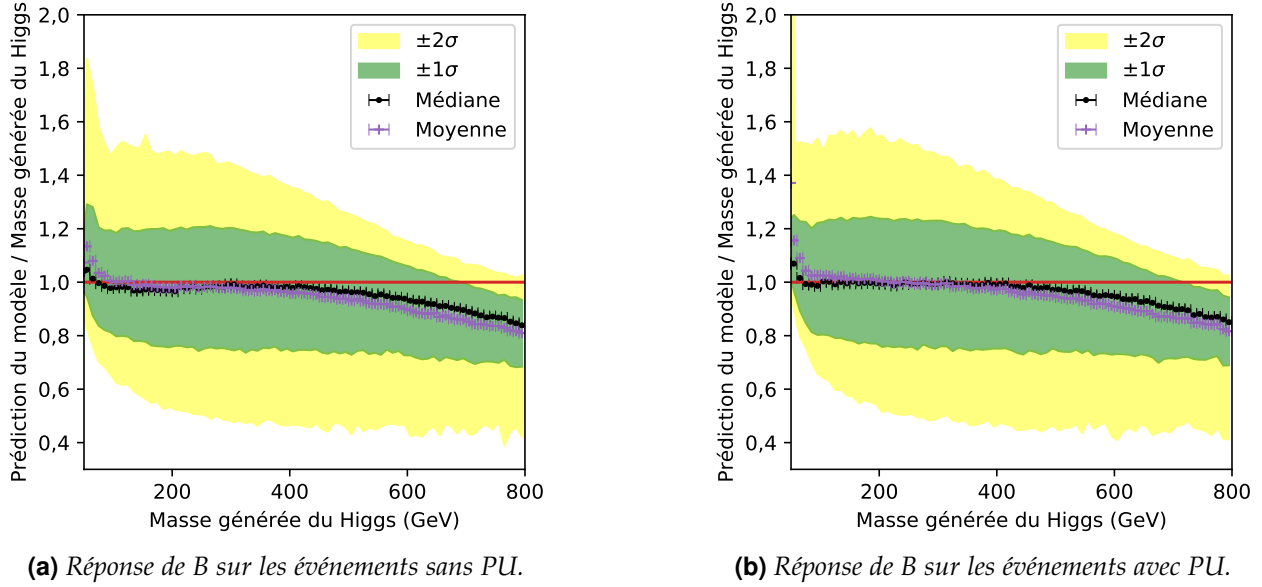 Prédiction du modèle / Masse générée du Higgs
2,0
1,8
1,6
1,4
1,2
1,0
0,8
0,6
0,4
±2σ
±1σ
Médiane
Moyenne
200
400
600
800
Masse générée du Higgs (GeV)
(a) Réponse de B sur les événements sans PU.
Prédiction du modèle / Masse générée du Higgs
2,0
1,8
1,6
1,4
1,2
1,0
0,8
0,6
0,4
±2σ
±1σ
Médiane
Moyenne
200
400
600
800
Masse générée du Higgs (GeV)
(b) Réponse de B sur les événements avec PU.